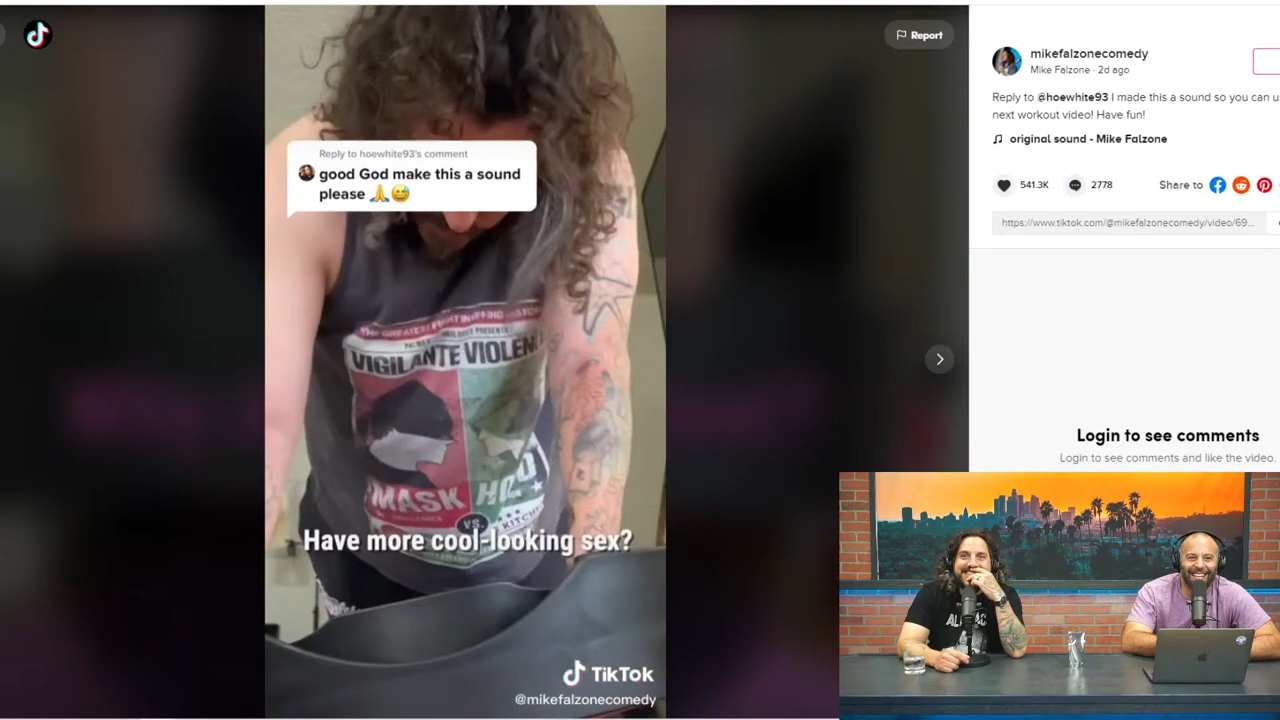 Report
mikefalzonecomedy
Mike Falzone · 2d ago
Reply to @hoewhite93 I made this a sound so you can u
next workout video! Have fun!
original sound - Mike Falzone
541.3K
2778
Share to
https://www.tiktok.com/@mikefalzonecomedy/video/69...
Login to see comments
Login to see comments and like the video.
Reply to hoewhite93's comment
good God make this a sound
please 🙏😅
VIGILANTE VIOLEN
MASK
VS.
Have more cool-looking sex?
TikTok
@mikefalzonecomedy